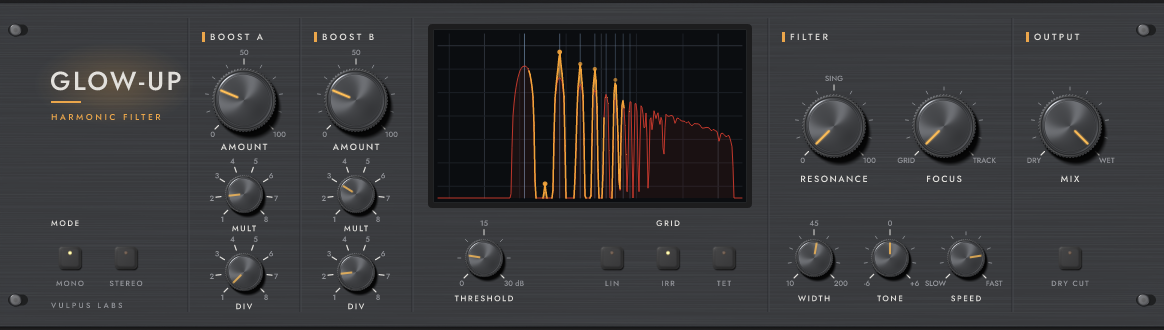 GLOW-UP
HARMONIC FILTER
MODE
MONO STEREO
VULPUS LABS
BOOST A
50
0 100
AMOUNT
4 5
3 6
2 7
1 8
MULT
4 5
3 6
2 7
1 8
DIV
BOOST B
50
0 100
AMOUNT
4 5
3 6
2 7
1 8
MULT
4 5
3 6
2 7
1 8
DIV
15
0 30 dB
THRESHOLD
GRID
LIN IRR TET
FILTER
SING
0 100
RESONANCE
GRID TRACK
FOCUS
45
10 200
WIDTH
0
-6 +6
TONE
SLOW FAST
SPEED
OUTPUT
DRY WET
MIX
DRY CUT